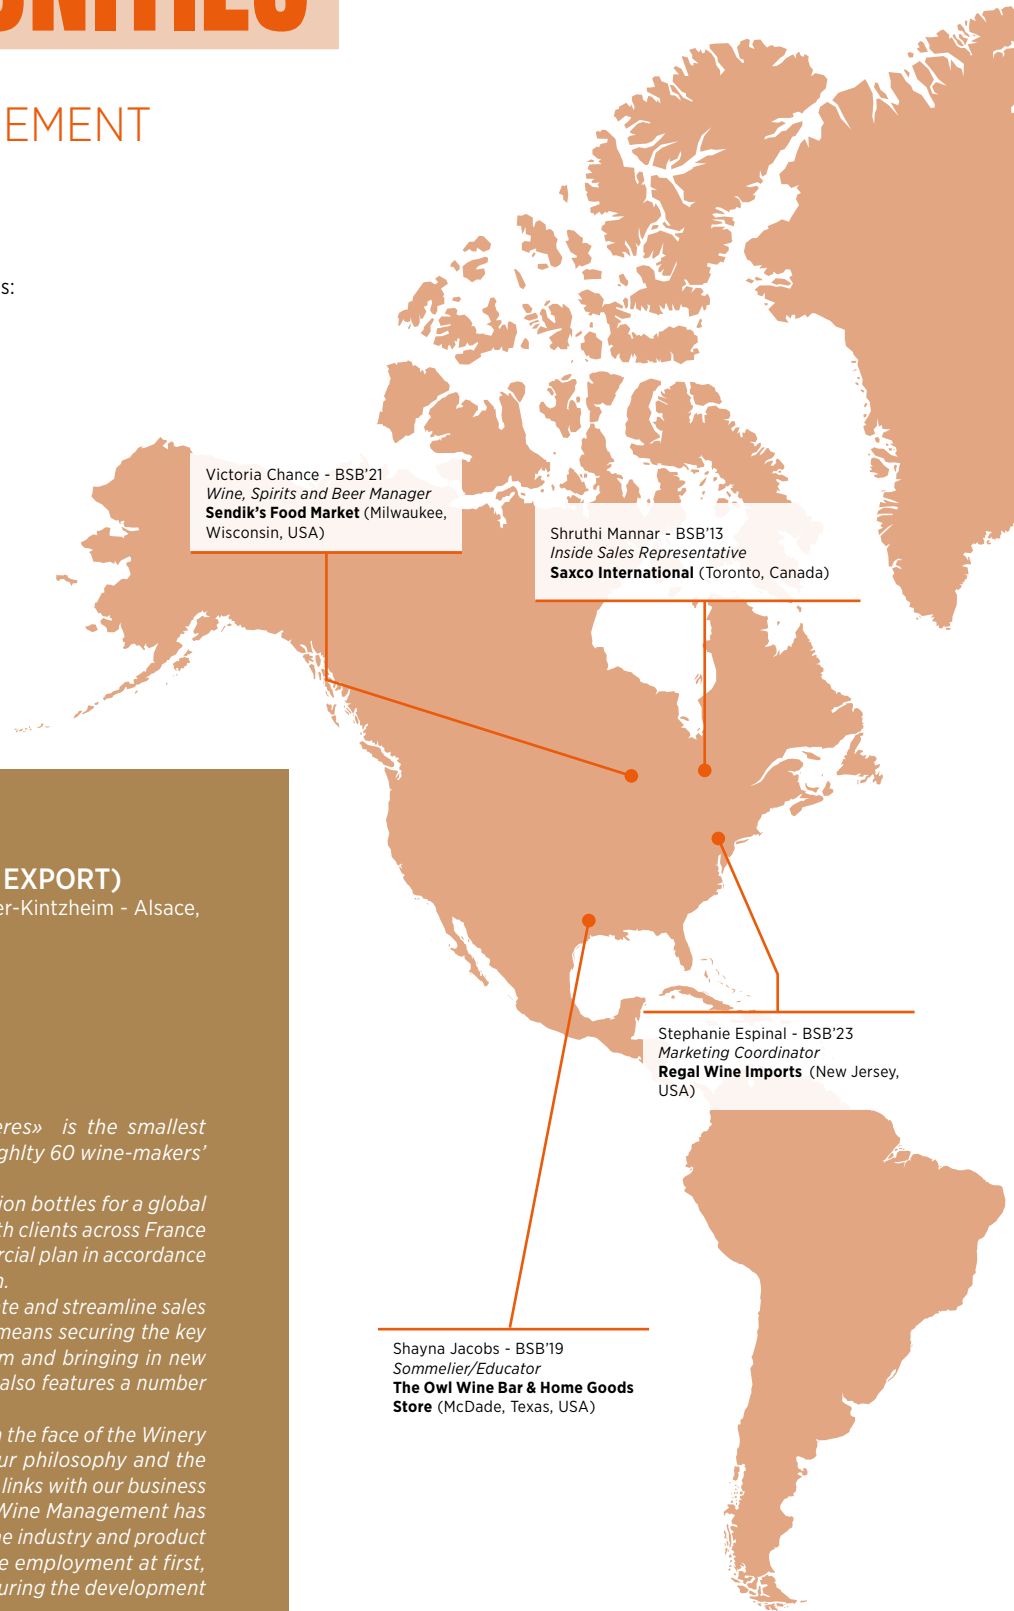 UNITIES
EMENT
s:
Victoria Chance - BSB’21
Wine, Spirits and Beer Manager
Sendik’s Food Market (Milwaukee,
Wisconsin, USA)
Shruthi Mannar - BSB’13
Inside Sales Representative
Saxco International (Toronto, Canada)
EXPORT)
er-Kintzheim - Alsace,
Stephanie Espinal - BSB’23
Marketing Coordinator
Regal Wine Imports (New Jersey,
USA)
eres» is the smallest
ghlty 60 wine-makers’
ion bottles for a global
th clients across France
rcial plan in accordance
n.
te and streamline sales
means securing the key
m and bringing in new
also features a number
n the face of the Winery
ur philosophy and the
links with our business
Wine Management has
ne industry and product
e employment at first,
uring the development
Shayna Jacobs - BSB’19
Sommelier/Educator
The Owl Wine Bar & Home Goods
Store (McDade, Texas, USA)